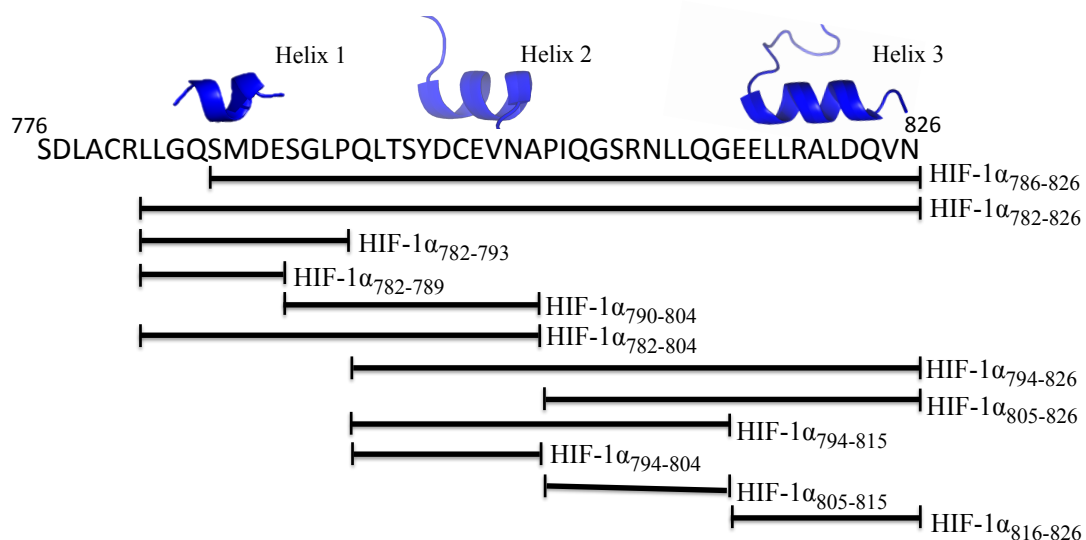 Helix 1
Helix 2
Helix 3
776
826
SDLACRLLGQSMDESGLPQLTSYDCEVNAPIQGSRNLLQGEELLRALDQVN
HIF-1α786-826
HIF-1α782-826
HIF-1α782-793
HIF-1α782-789
HIF-1α790-804
HIF-1α782-804
HIF-1α794-826
HIF-1α805-826
HIF-1α794-815
HIF-1α794-804
HIF-1α805-815
HIF-1α816-826